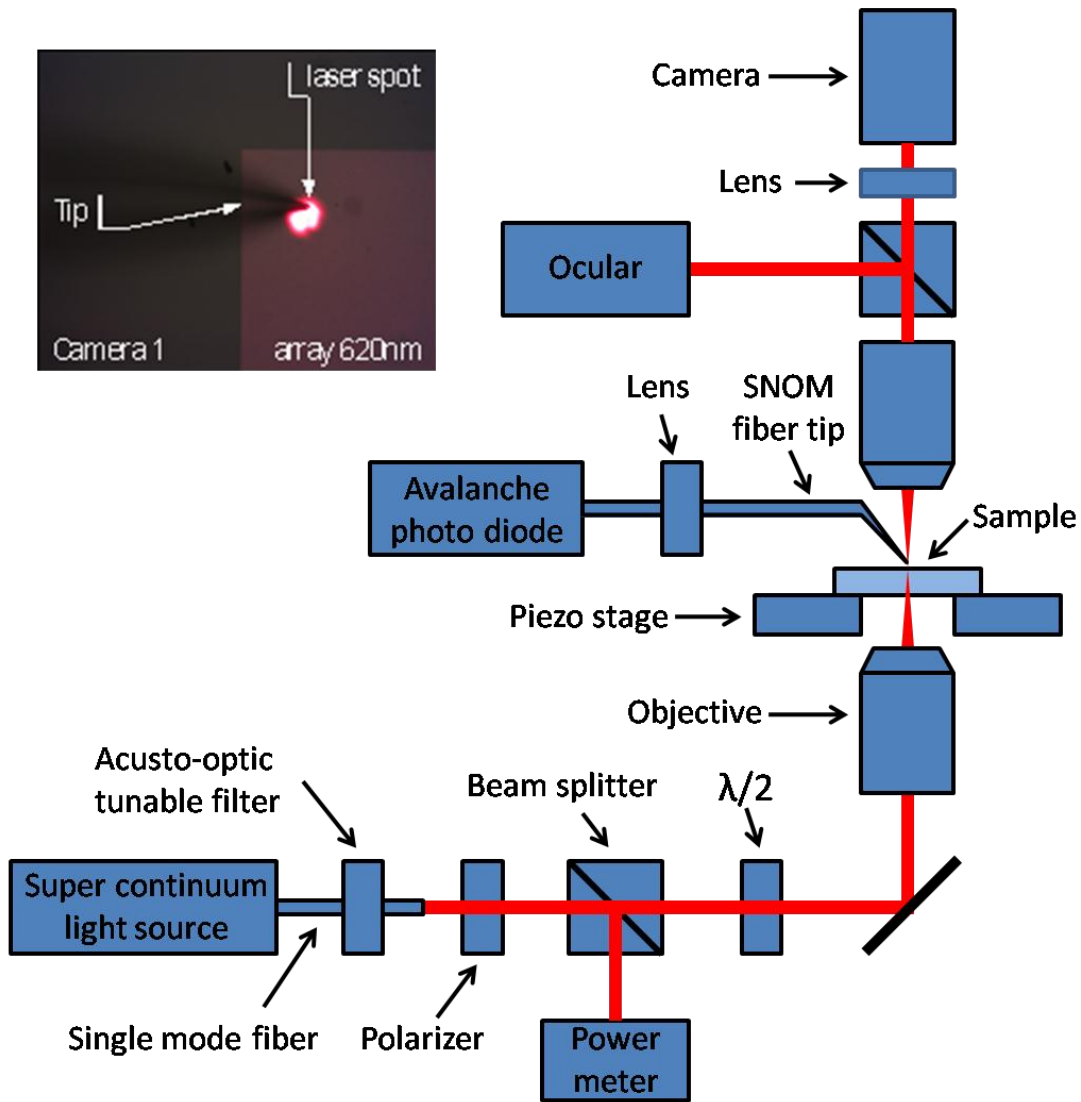 laser spot
Tip
Camera 1
array 620nm
Camera
Lens
Ocular
Lens
SNOM
fiber tip
Avalanche
photo diode
Sample
Piezo stage
Objective
Acusto-optic
tunable filter
Beam splitter
λ/2
Super continuum
light source
Single mode fiber
Polarizer
Power
meter